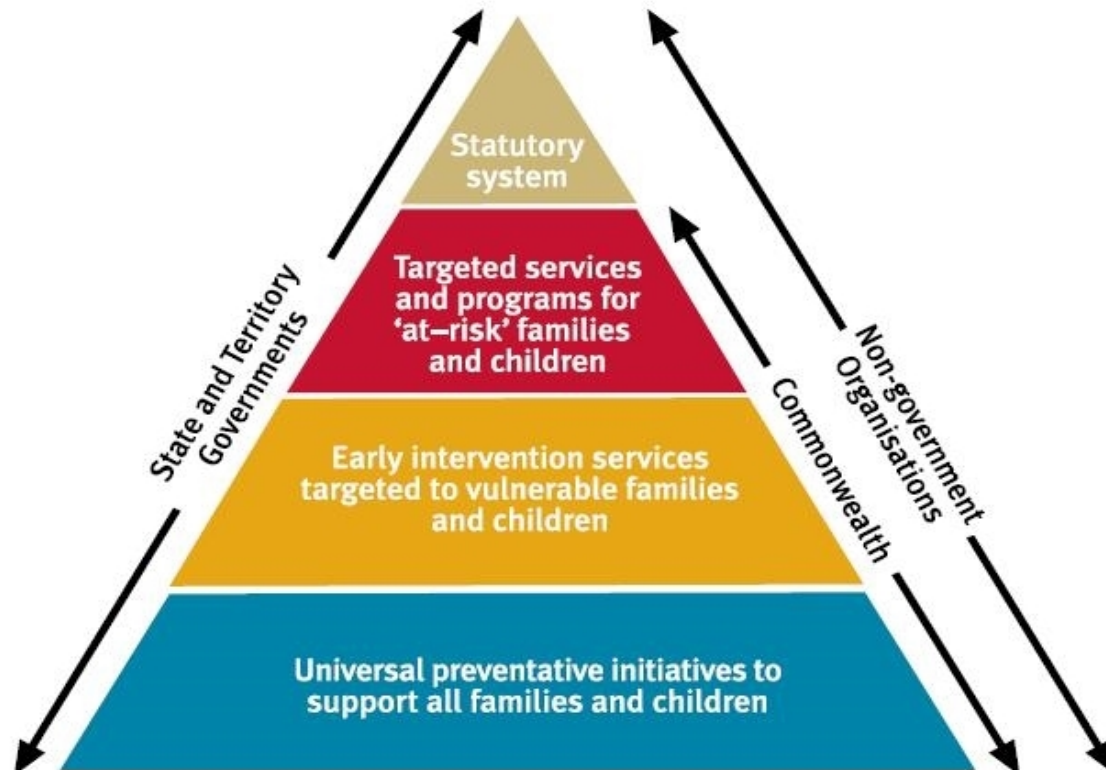 Statutory
system
Targeted services
and programs for
‘at–risk’ families
and children
Early intervention services
targeted to vulnerable families
and children
Universal preventative initiatives to
support all families and children
State and Territory
Governments
Commonwealth
Non-government
Organisations